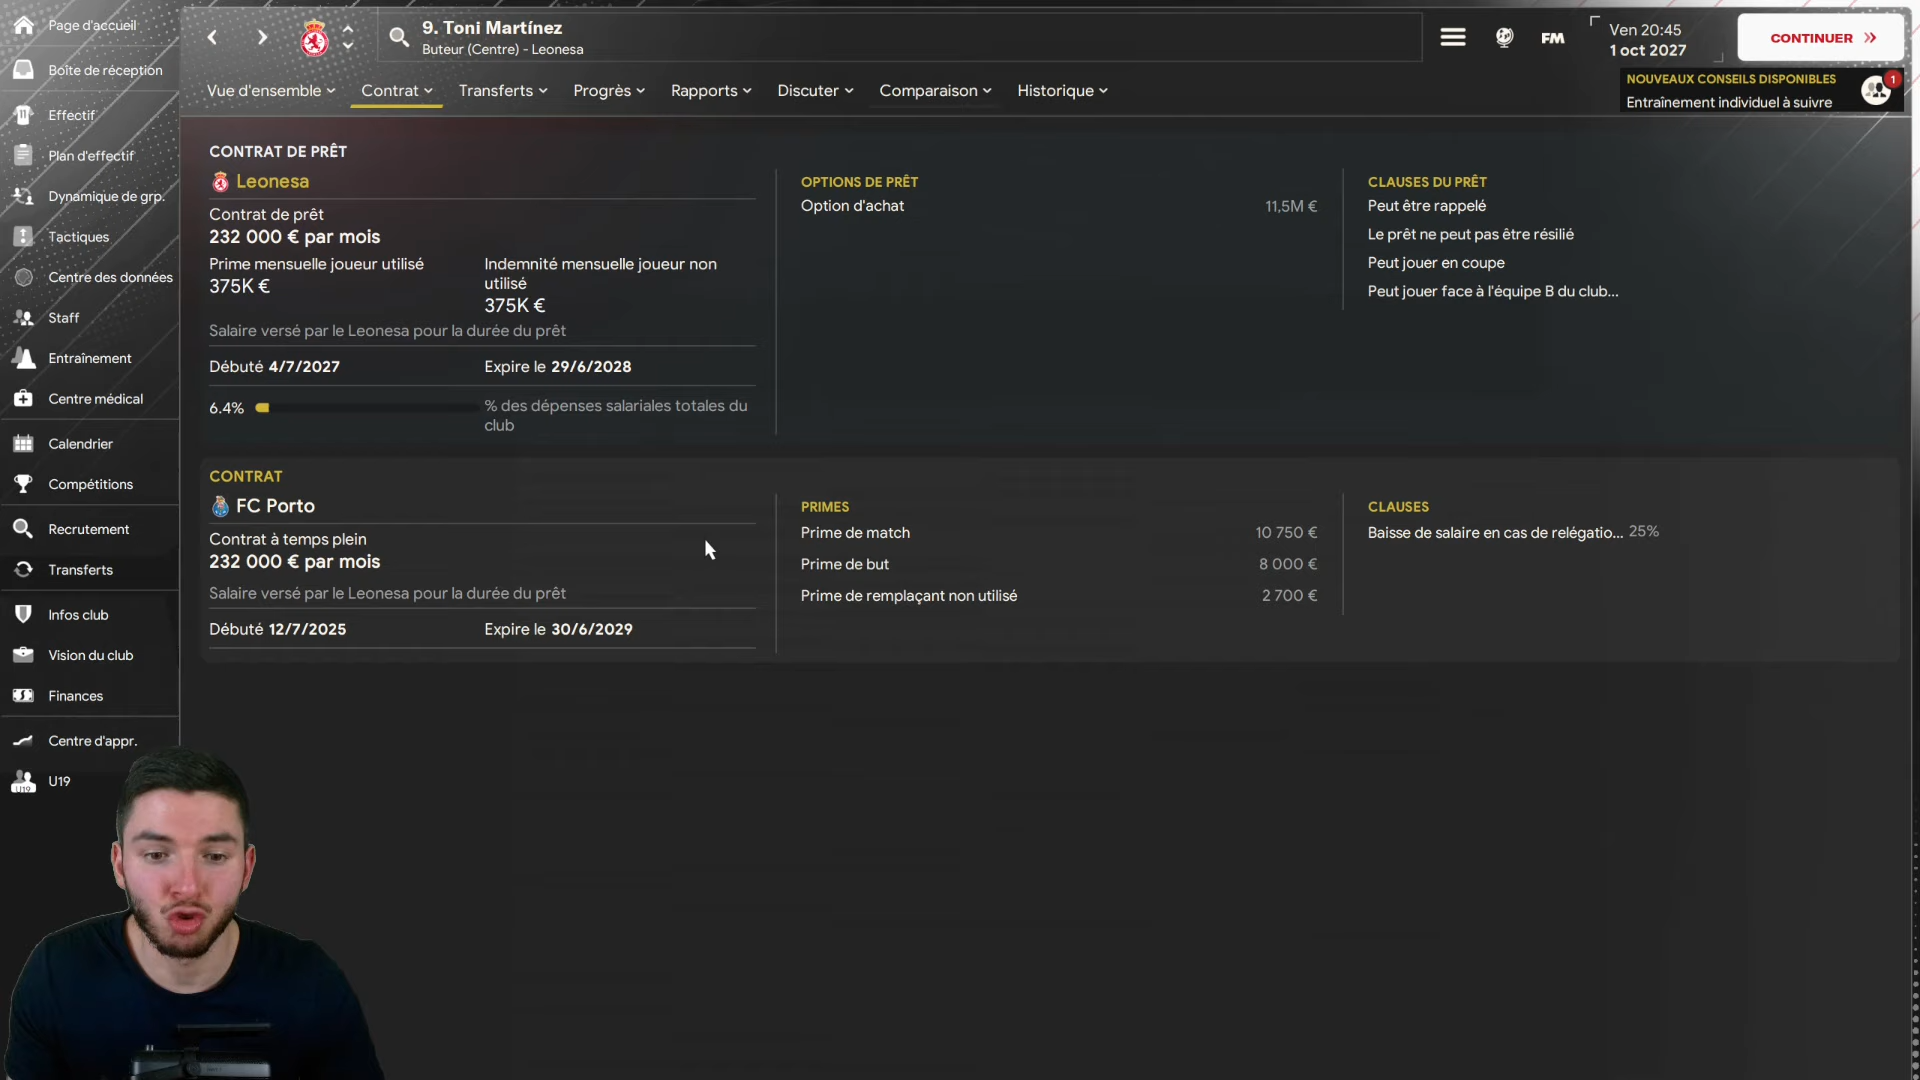 Page d'accueil
Boîte de réception
Effectif
Plan d'effectif
Dynamique de grp.
Tactiques
Centre des données
Staff
Entraînement
Centre médical
Calendrier
Compétitions
Recrutement
Transferts
Infos club
Vision du club
Finances
Centre d'appr.
U19
U19
9. Toni Martínez
Buteur (Centre) - Leonesa
FM
Ven 20:45
1 oct 2027
CONTINUER
Vue d'ensemble
Contrat
Transferts
Progrès
Rapports
Discuter
Comparaison
Historique
NOUVEAUX CONSEILS DISPONIBLES
Entraînement individuel à suivre
1
CONTRAT DE PRÊT
Leonesa
Contrat de prêt
232 000 € par mois
Prime mensuelle joueur utilisé
375K €
Indemnité mensuelle joueur non
utilisé
375K €
Salaire versé par le Leonesa pour la durée du prêt
Débuté 4/7/2027
Expire le 29/6/2028
6.4%
% des dépenses salariales totales du
club
OPTIONS DE PRÊT
Option d'achat 11,5M €
CLAUSES DU PRÊT
Peut être rappelé
Le prêt ne peut pas être résilié
Peut jouer en coupe
Peut jouer face à l'équipe B du club...
CONTRAT
FC Porto
Contrat à temps plein
232 000 € par mois
Salaire versé par le Leonesa pour la durée du prêt
Débuté 12/7/2025
Expire le 30/6/2029
PRIMES
Prime de match 10 750 €
Prime de but 8 000 €
Prime de remplaçant non utilisé 2 700 €
CLAUSES
Baisse de salaire en cas de relégatio... 25%